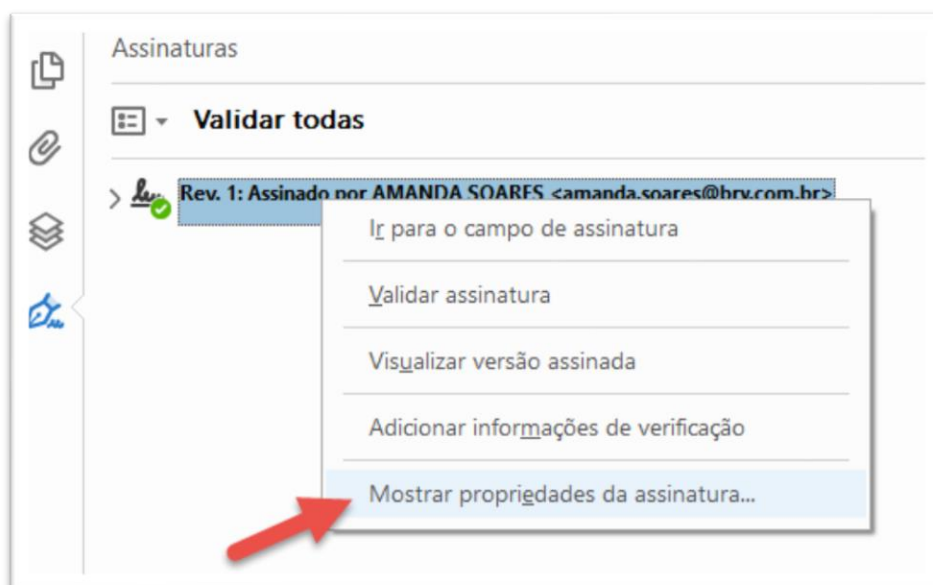 Assinaturas
Validar todas
Rev. 1: Assinado por AMANDA SOARES <amanda.soares@bry.com.br>
Ir para o campo de assinatura
Validar assinatura
Visualizar versão assinada
Adicionar informações de verificação
Mostrar propriedades da assinatura...